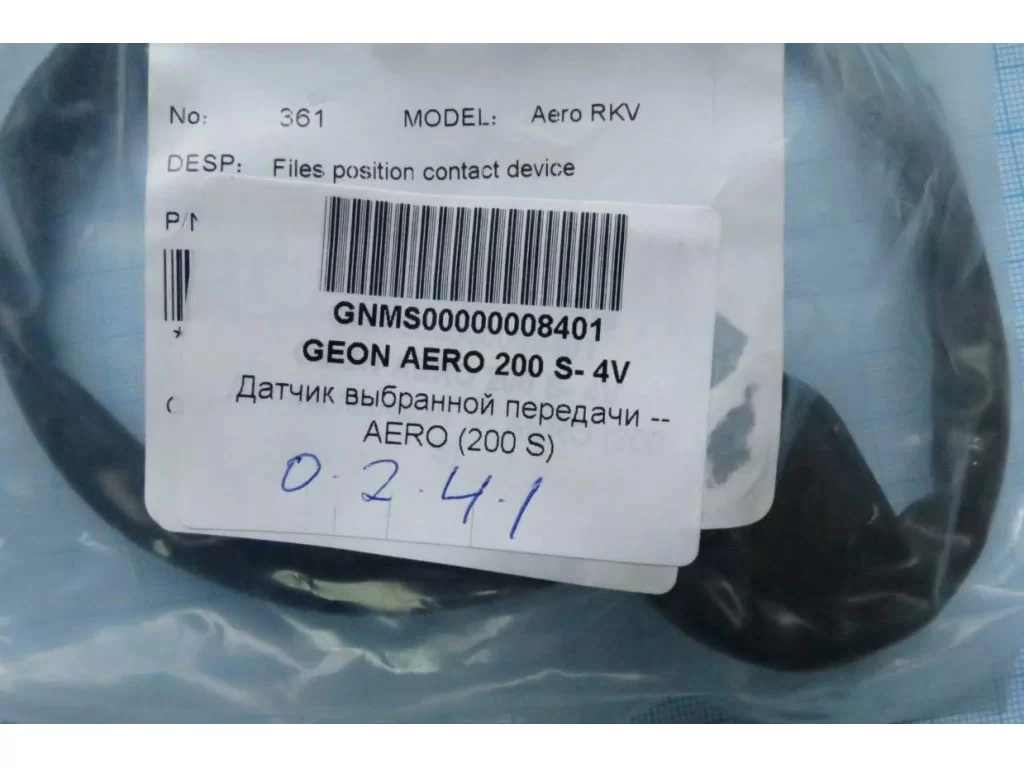 No: 361 MODEL: Aero RKV
DESP: Files position contact device
GNMS00000008401
GEON AERO 200 S- 4V
Датчик выбранной передачи --
AERO (200 S)
0.2.4.1